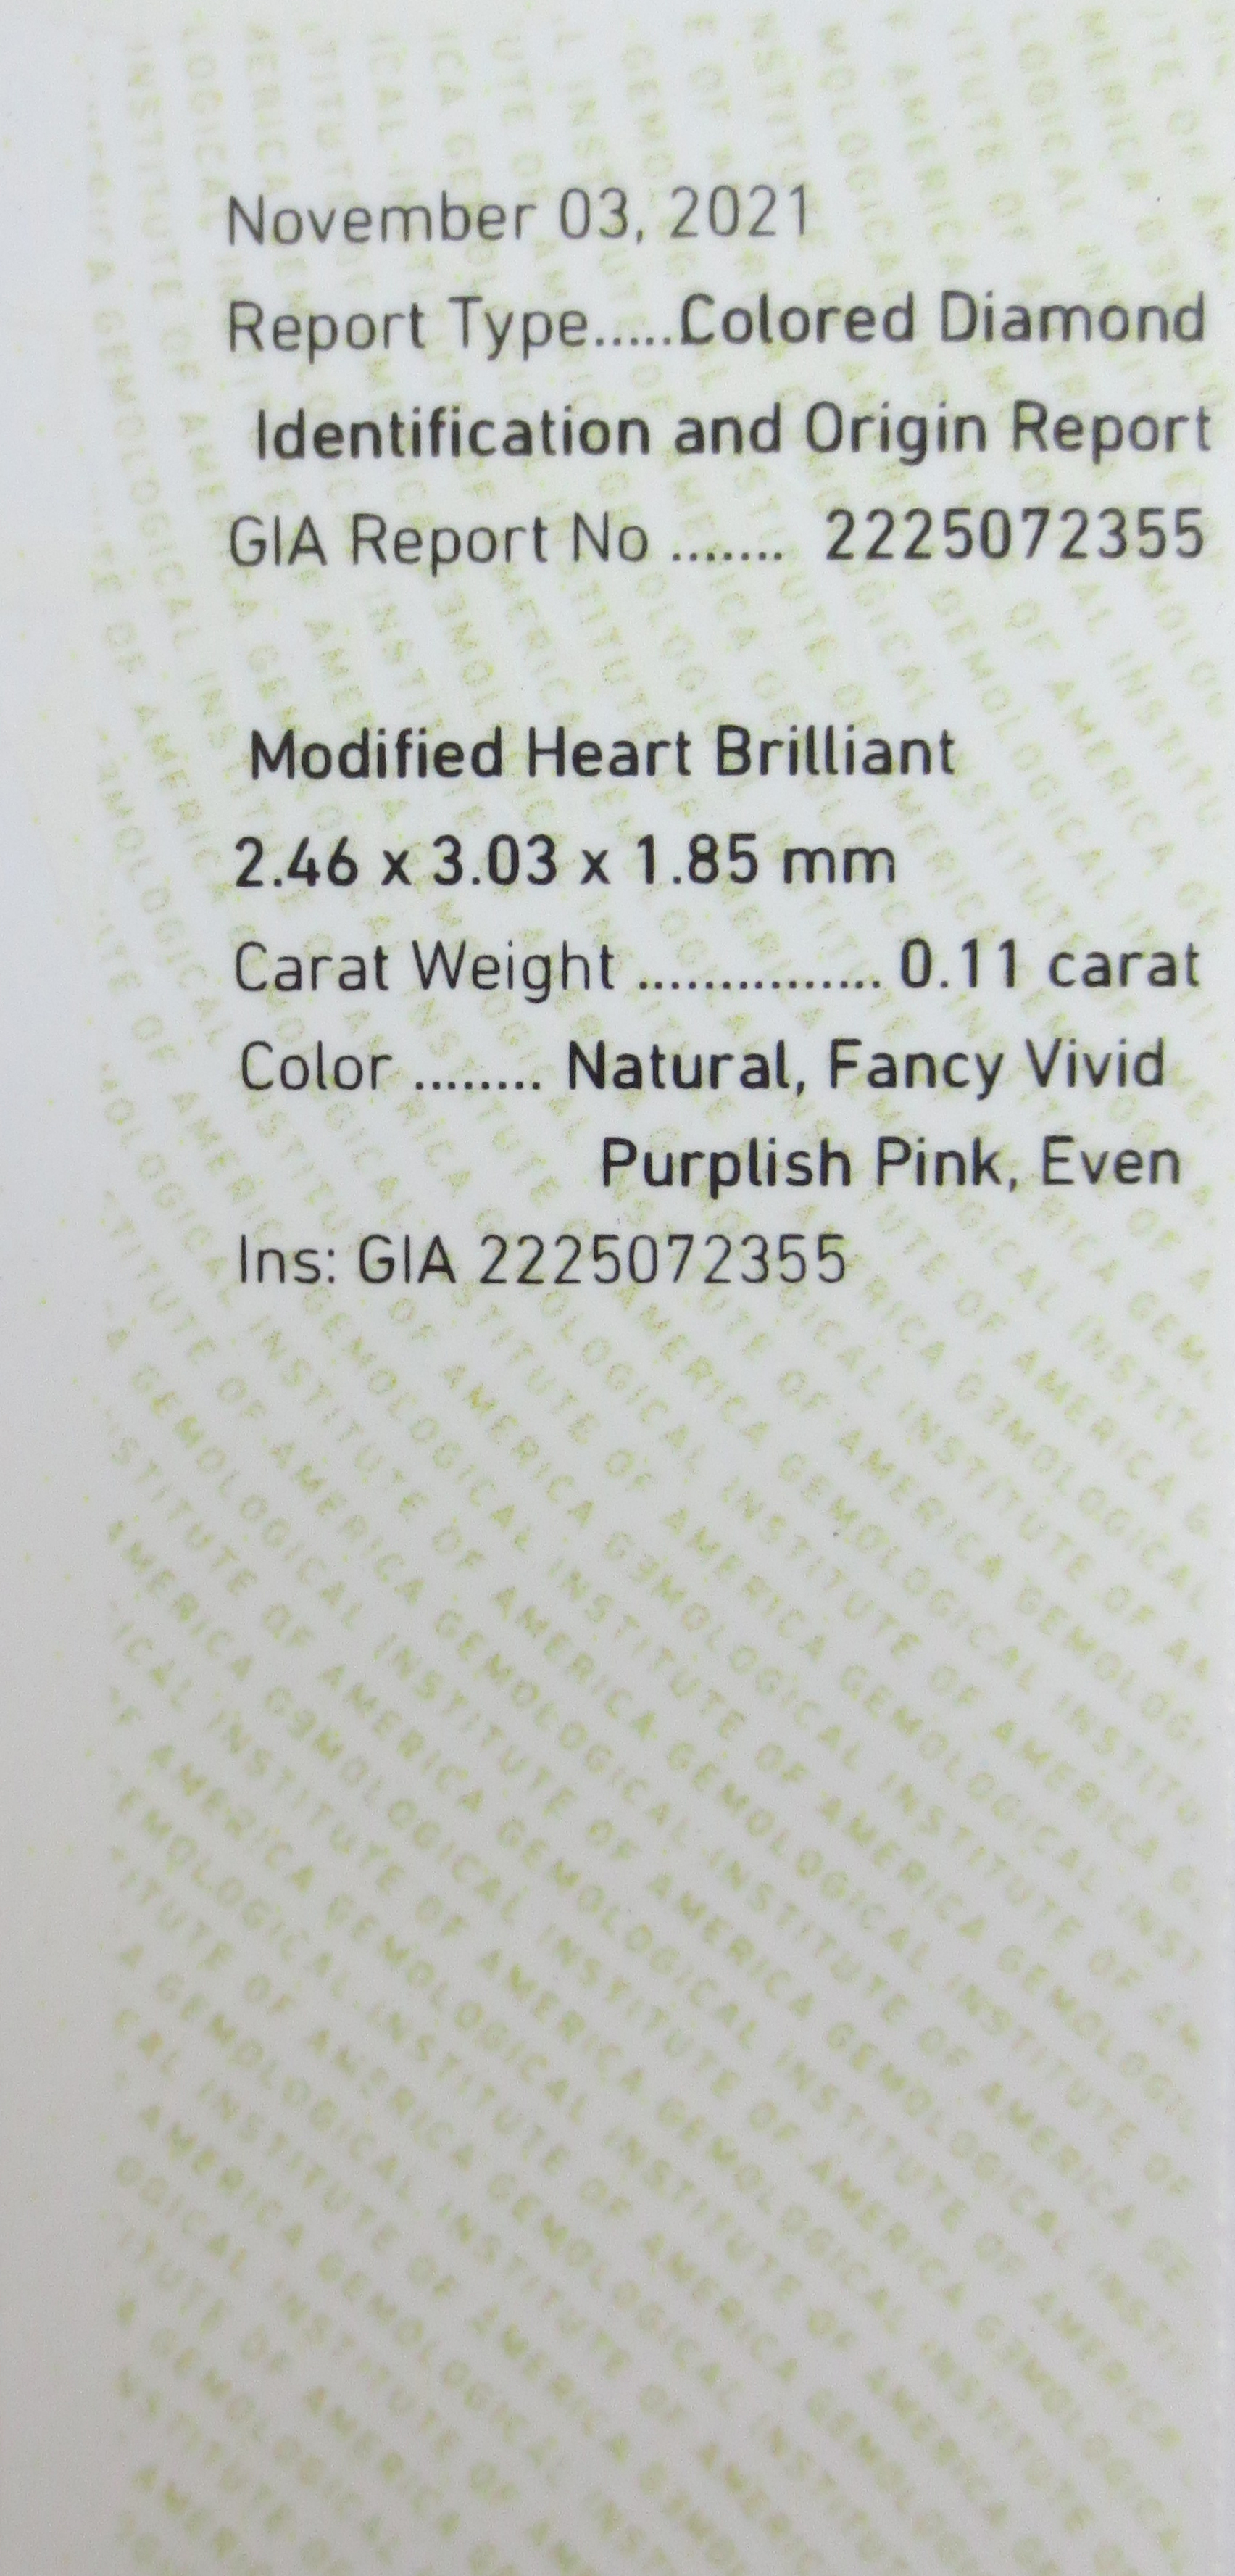 November 03, 2021
Report Type.....Colored Diamond
Identification and Origin Report
GIA Report No ....... 2225072355
Modified Heart Brilliant
2.46 x 3.03 x 1.85 mm
Carat Weight ............... 0.11 carat
Color ........ Natural, Fancy Vivid
Purplish Pink, Even
Ins: GIA 2225072355